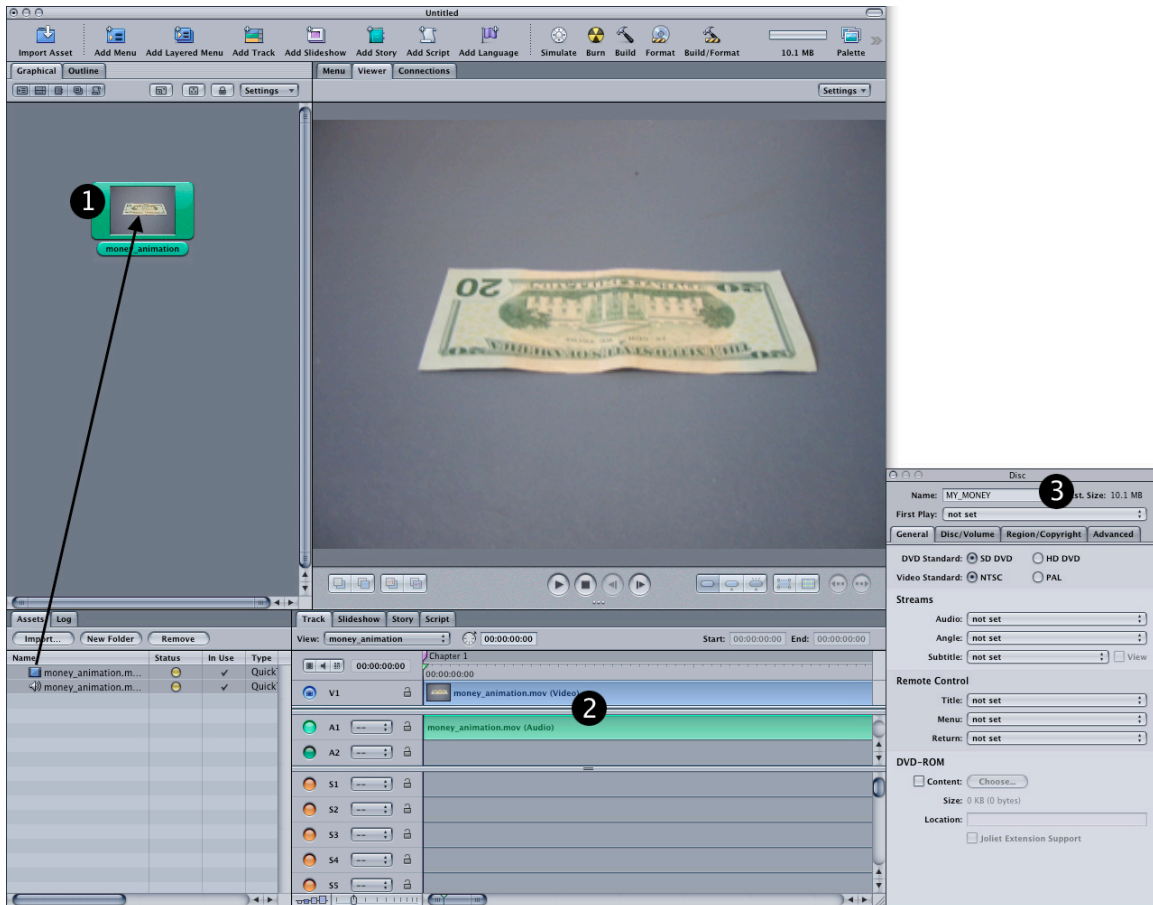 Untitled
Import Asset Add Menu Add Layered Menu Add Track Add Slideshow Add Story Add Script Add Language Simulate Burn Build Format Build/Format 10.1 MB Palette
Graphical Outline
Settings
Menu Viewer Connections
Settings
1
money_animation
20
20
20
20
Assets Log
Import... New Folder Remove
Name Status In Use Type
money_animation.m... Quick
money_animation.m... Quick
Track Slideshow Story Script
View: money_animation 00:00:00:00 Start: 00:00:00:00 End: 00:00:00:00
00:00:00:00 Chapter 1
00:00:00:00
V1 money_animation.mov (Video)
2
A1 -- money_animation.mov (Audio)
A2 --
S1 --
S2 --
S3 --
S4 --
S5 --
Disc
Name: MY_MONEY 3 st. Size: 10.1 MB
First Play: not set
General Disc/Volume Region/Copyright Advanced
DVD Standard: SD DVD HD DVD
Video Standard: NTSC PAL
Streams
Audio: not set
Angle: not set
Subtitle: not set View
Remote Control
Title: not set
Menu: not set
Return: not set
DVD-ROM
Content: Choose...
Size: 0 KB (0 bytes)
Location:
Joliet Extension Support